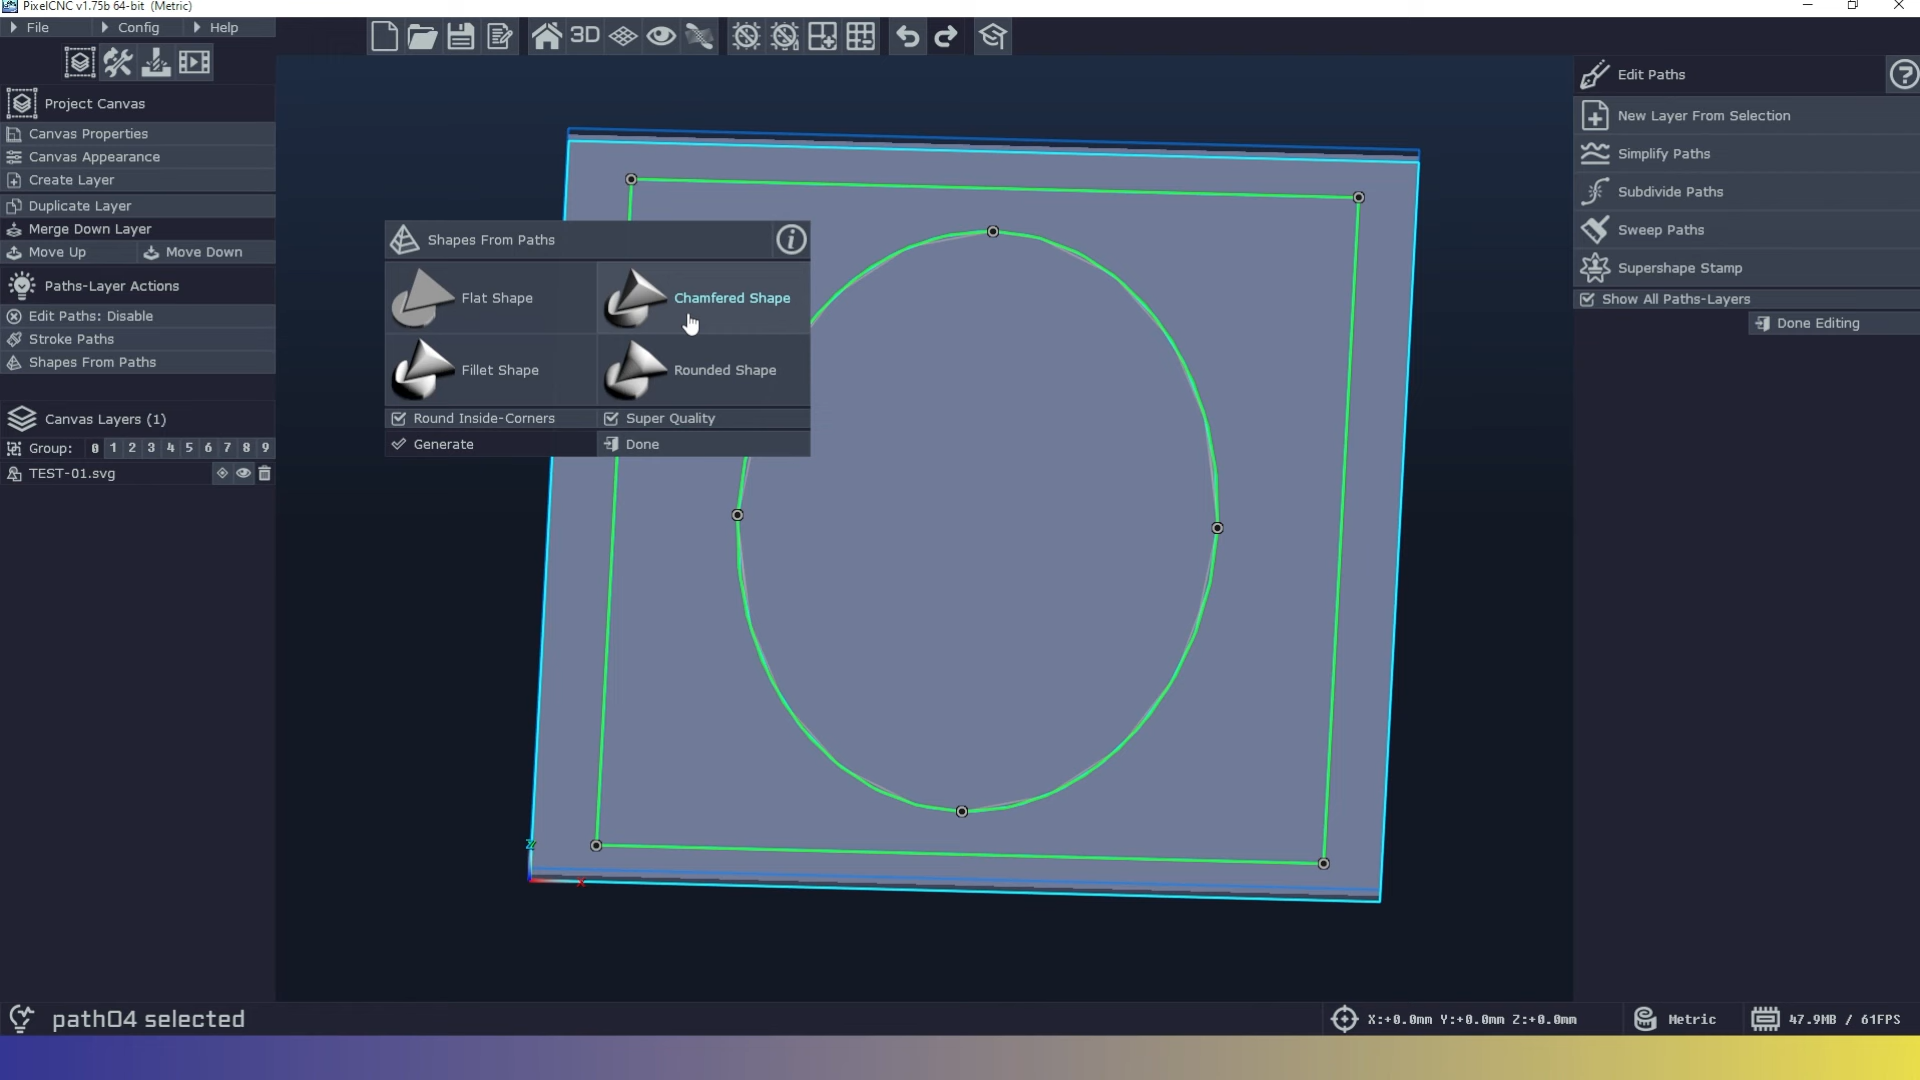 PixelCNC v1.75b 64-bit (Metric)
File
Config
Help
3D
Project Canvas
Canvas Properties
Canvas Appearance
Create Layer
Duplicate Layer
Merge Down Layer
Move Up
Move Down
Paths-Layer Actions
Edit Paths: Disable
Stroke Paths
Shapes From Paths
Canvas Layers (1)
Group: 0 1 2 3 4 5 6 7 8 9
TEST-01.svg
Shapes From Paths
Flat Shape
Chamfered Shape
Fillet Shape
Rounded Shape
Round Inside-Corners
Super Quality
Generate
Done
Z
X
Edit Paths
New Layer From Selection
Simplify Paths
Subdivide Paths
Sweep Paths
Supershape Stamp
Show All Paths-Layers
Done Editing
path04 selected
X:+0.0mm Y:+0.0mm Z:+0.0mm
Metric
47.9MB / 61FPS